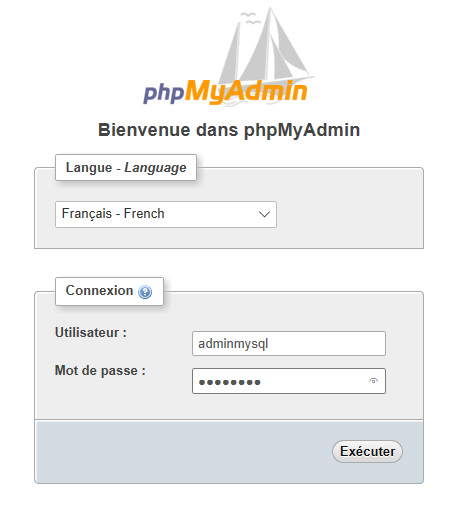 phpMyAdmin
Bienvenue dans phpMyAdmin
Langue - Language
Français - French
Connexion
Utilisateur :
adminmysql
Mot de passe :
••••••••
Exécuter